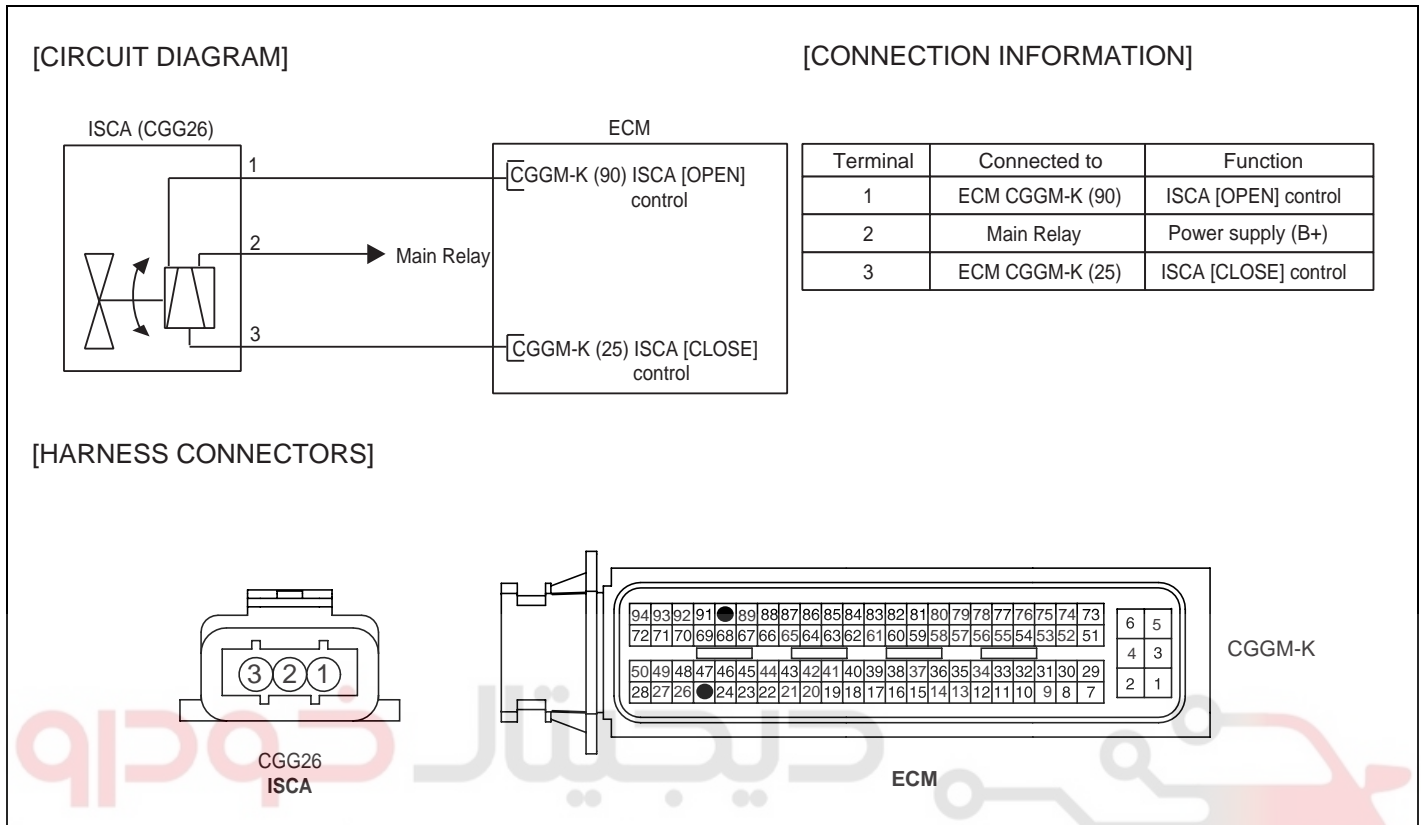 [CIRCUIT DIAGRAM]
[CONNECTION INFORMATION]
ISCA (CGG26)
ECM
1
CGGM-K (90) ISCA [OPEN]
control
2
Main Relay
3
CGGM-K (25) ISCA [CLOSE]
control
Terminal Connected to Function
1 ECM CGGM-K (90) ISCA [OPEN] control
2 Main Relay Power supply (B+)
3 ECM CGGM-K (25) ISCA [CLOSE] control
[HARNESS CONNECTORS]
3 2 1
CGG26
ISCA
94 93 92 91 89 88 87 86 85 84 83 82 81 80 79 78 77 76 75 74 73
72 71 70 69 68 67 66 65 64 63 62 61 60 59 58 57 56 55 54 53 52 51
50 49 48 47 46 45 44 43 42 41 40 39 38 37 36 35 34 33 32 31 30 29
28 27 26 24 23 22 21 20 19 18 17 16 15 14 13 12 11 10 9 8 7
6 5
4 3
2 1
CGGM-K
ECM
دیجیتال خودرو